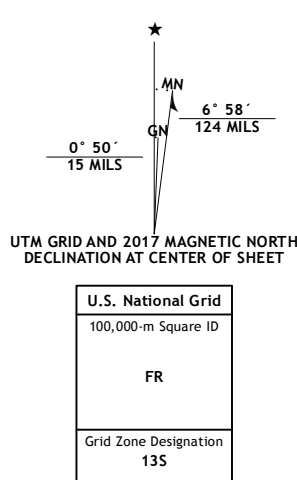 ★
MN
GN
6° 58´
124 MILS
0° 50´
15 MILS
UTM GRID AND 2017 MAGNETIC NORTH
DECLINATION AT CENTER OF SHEET
U.S. National Grid
100,000-m Square ID
FR
Grid Zone Designation
13S